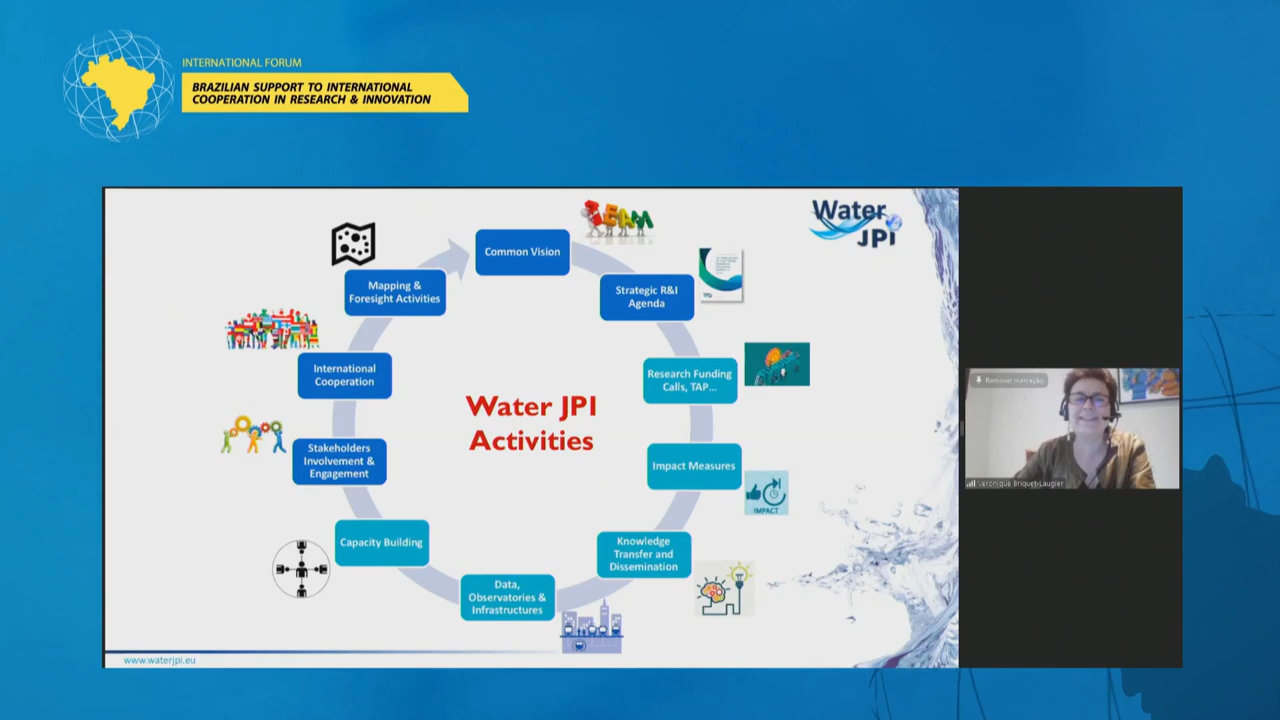 INTERNATIONAL FORUM
BRAZILIAN SUPPORT TO INTERNATIONAL
COOPERATION IN RESEARCH & INNOVATION
Water
JPI
TEAM
Common Vision
Strategic R&I
Agenda
Research Funding
Calls, TAP...
Impact Measures
IMPACT
Knowledge
Transfer and
Dissemination
Data,
Observatories &
Infrastructures
Capacity Building
Stakeholders
Involvement &
Engagement
International
Cooperation
Mapping &
Foresight Activities
Water JPI
Activities
www.waterjpi.eu
Remover marcação
Véronique Briquet-Laugier